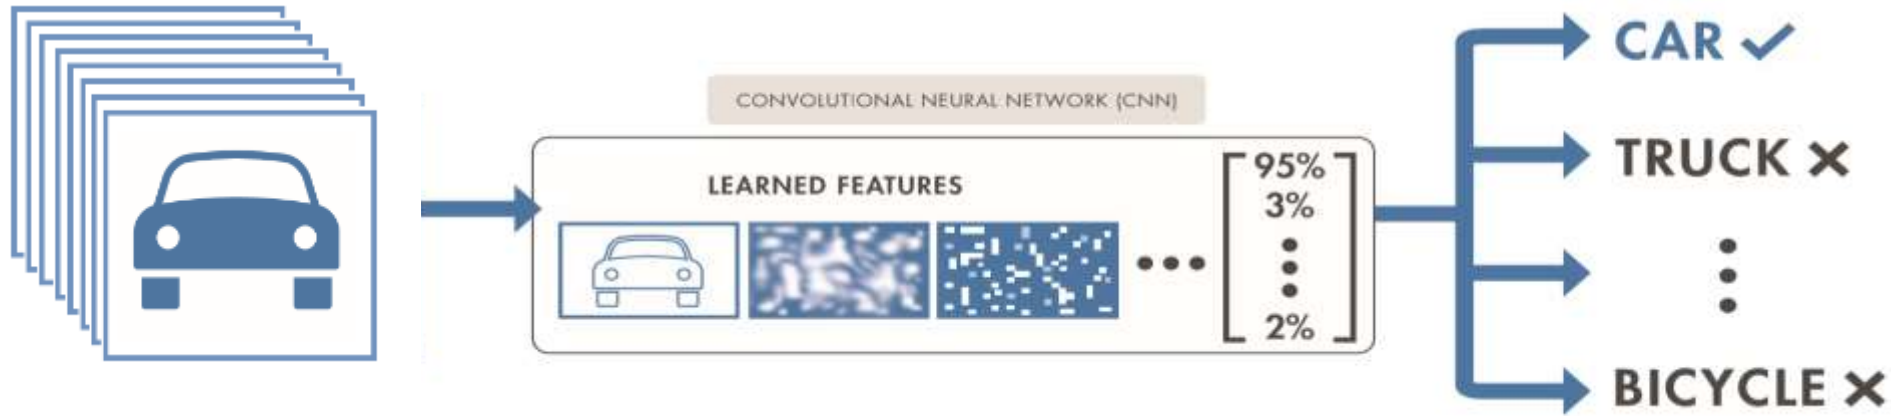 CONVOLUTIONAL NEURAL NETWORK (CNN)
LEARNED FEATURES
95%
3%
2%
CAR
TRUCK
BICYCLE